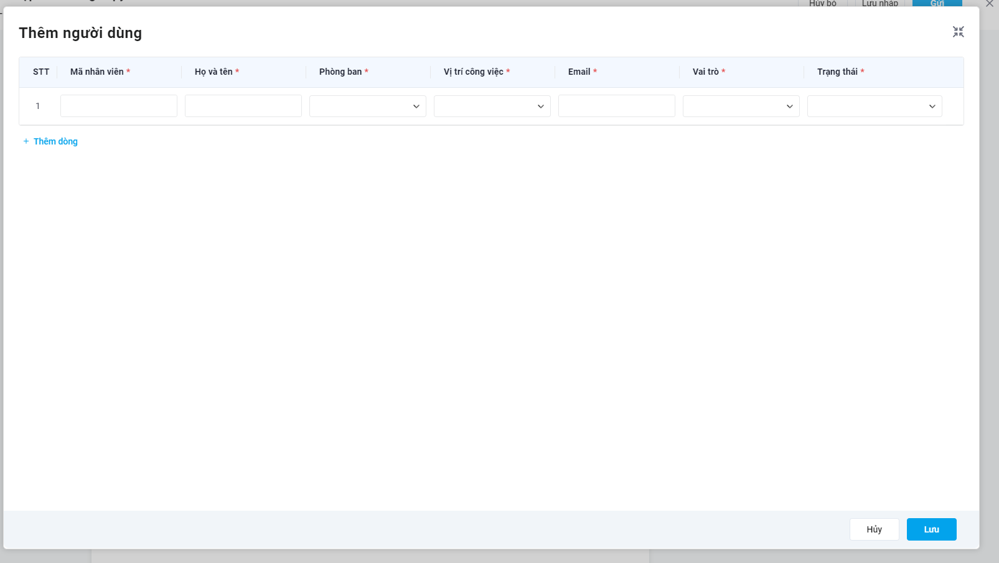 Hủy bỏ Lưu nháp Gửi
Thêm người dùng
STT Mã nhân viên * Họ và tên * Phòng ban * Vị trí công việc * Email * Vai trò * Trạng thái *
1
+ Thêm dòng
Hủy Lưu